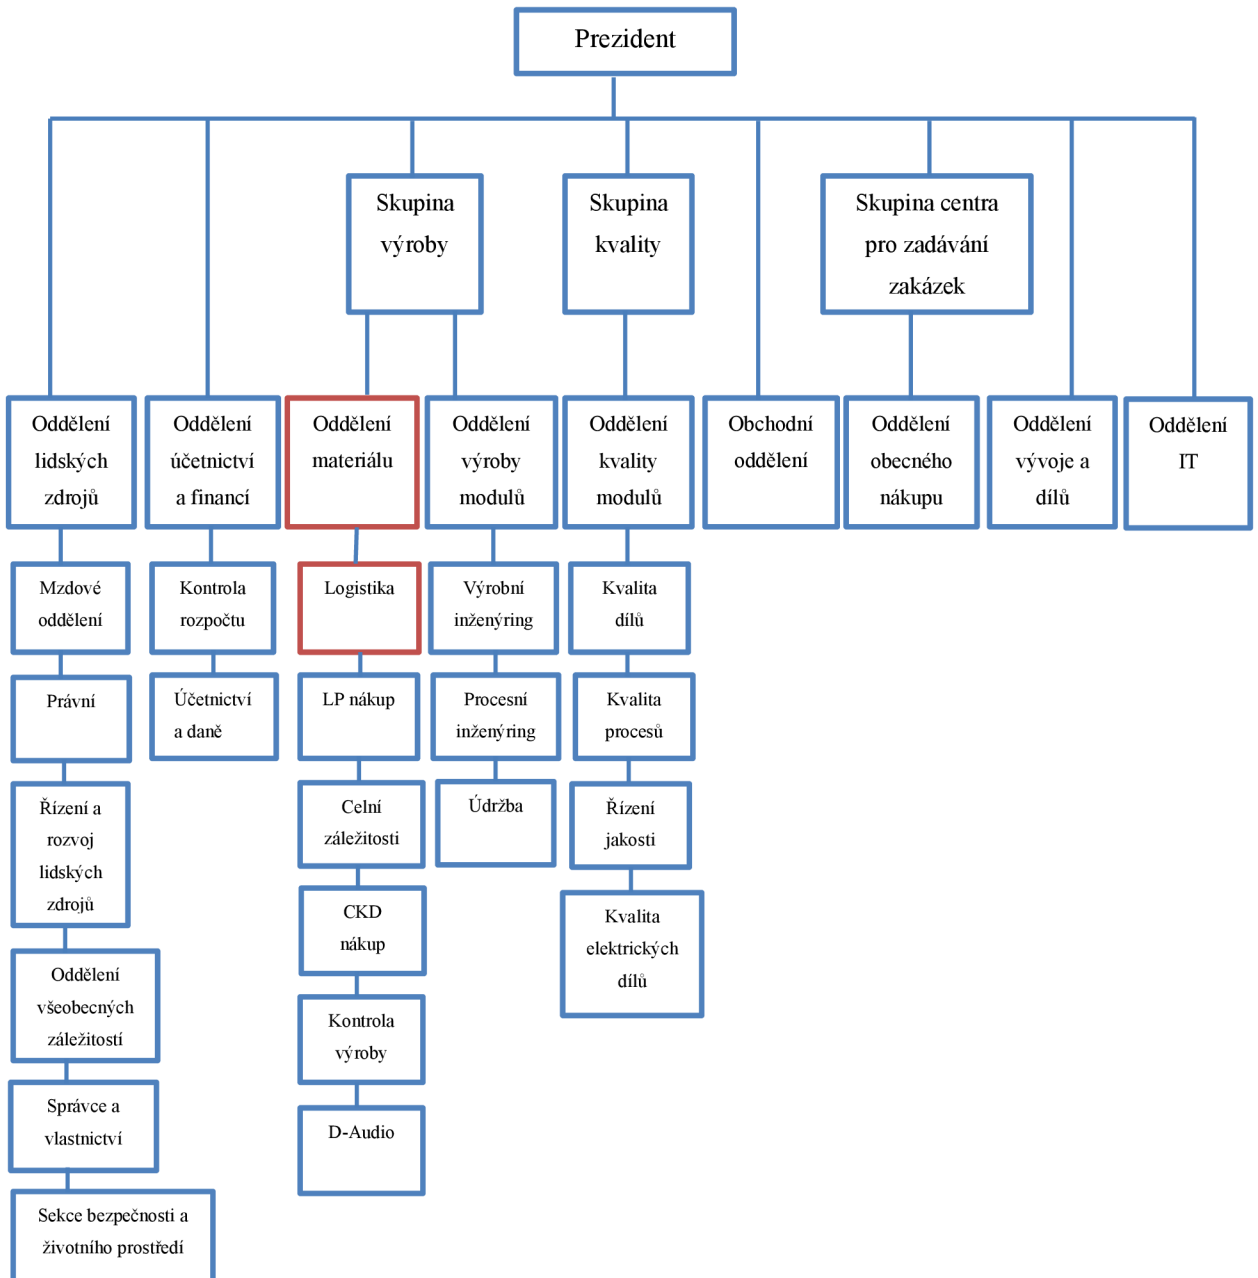 Prezident
Skupina
výroby
Skupina
kvality
Skupina centra
pro zadávání
zakázek
Oddělení
lidských
zdrojů
Oddělení
účetnictví
a financí
Oddělení
materiálu
Oddělení
výroby
modulů
Oddělení
kvality
modulů
Obchodní
oddělení
Oddělení
obecného
nákupu
Oddělení
vývoje a
dílů
Oddělení
IT
Mzdové
oddělení
Právní
Řízení a
rozvoj
lidských
zdrojů
Oddělení
všeobecných
záležitostí
Správce a
vlastnictví
Sekce bezpečnosti a
životního prostředí
Kontrola
rozpočtu
Účetnictví
a daně
Logistika
LP nákup
Celní
záležitosti
CKD
nákup
Kontrola
výroby
D-Audio
Výrobní
inženýring
Procesní
inženýring
Údržba
Kvalita
dílů
Kvalita
procesů
Řízení
jakosti
Kvalita
elektrických
dílů